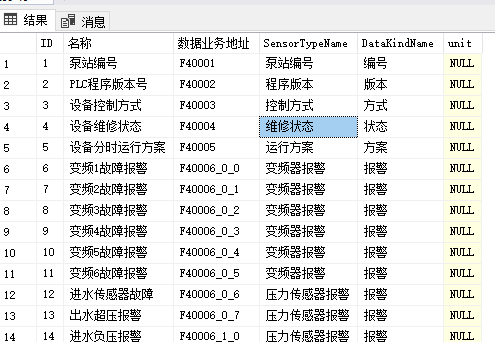 结果 消息
ID 名称 数据业务地址 SensorTypeName DataKindName unit
1 1 泵站编号 F40001 泵站编号 编号 NULL
2 2 PLC程序版本号 F40002 程序版本 版本 NULL
3 3 设备控制方式 F40003 控制方式 方式 NULL
4 4 设备维修状态 F40004 维修状态 状态 NULL
5 5 设备分时运行方案 F40005 运行方案 方案 NULL
6 6 变频1故障报警 F40006_0_0 变频器报警 报警 NULL
7 7 变频2故障报警 F40006_0_1 变频器报警 报警 NULL
8 8 变频3故障报警 F40006_0_2 变频器报警 报警 NULL
9 9 变频4故障报警 F40006_0_3 变频器报警 报警 NULL
10 10 变频5故障报警 F40006_0_4 变频器报警 报警 NULL
11 11 变频6故障报警 F40006_0_5 变频器报警 报警 NULL
12 12 进水传感器故障 F40006_0_6 压力传感器报警 报警 NULL
13 13 出水超压报警 F40006_0_7 压力传感器报警 报警 NULL
14 14 进水负压报警 F40006_1_0 压力传感器报警 报警 NULL